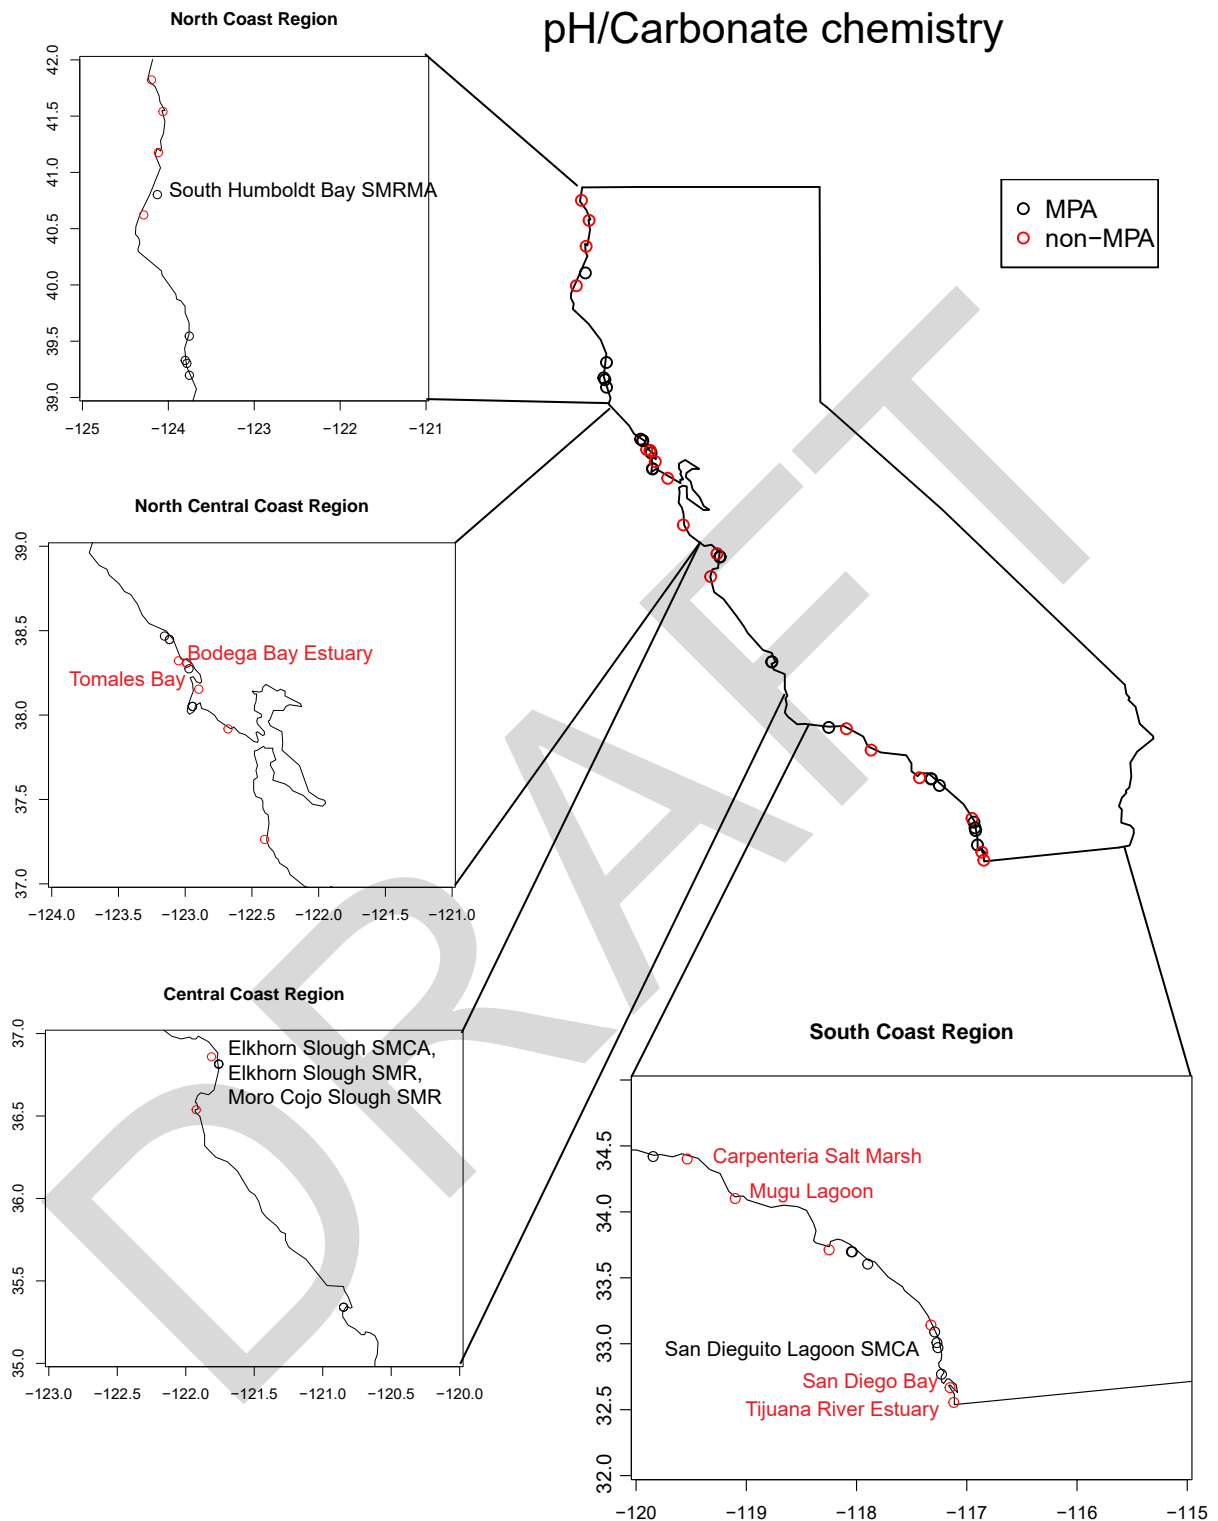 pH/Carbonate chemistry
North Coast Region
42.0
41.5
41.0
40.5
40.0
39.5
39.0
South Humboldt Bay SMRMA
−125
−124
−123
−122
−121
MPA
non−MPA
North Central Coast Region
39.0
38.5
38.0
37.5
37.0
Bodega Bay Estuary
Tomales Bay
−124.0
−123.5
−123.0
−122.5
−122.0
−121.5
−121.0
Central Coast Region
37.0
36.5
36.0
35.5
35.0
Elkhorn Slough SMCA,
Elkhorn Slough SMR,
Moro Cojo Slough SMR
−123.0
−122.5
−122.0
−121.5
−121.0
−120.5
−120.0
South Coast Region
34.5
34.0
33.5
33.0
32.5
32.0
Carpenteria Salt Marsh
Mugu Lagoon
San Dieguito Lagoon SMCA
San Diego Bay
Tijuana River Estuary
−120
−119
−118
−117
−116
−115
DRAFT